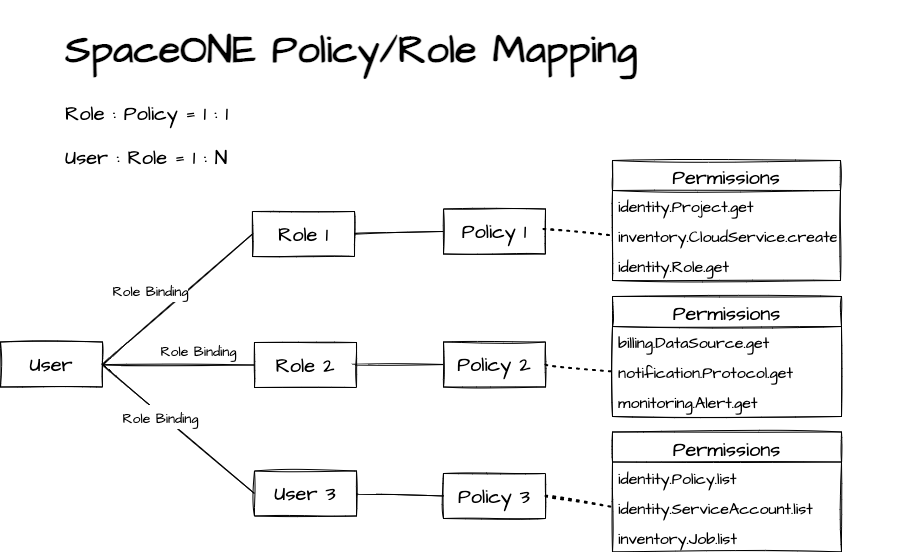 SpaceONE Policy/Role Mapping
Role : Policy = 1 : 1
User : Role = 1 : N
Permissions
identity.Project.get
inventory.CloudService.create
identity.Role.get
Role 1
Policy 1
Role Binding
Permissions
billing.DataSource.get
notification.Protocol.get
monitoring.Alert.get
User
Role Binding
Role 2
Policy 2
Role Binding
Permissions
identity.Policy.list
identity.ServiceAccount.list
inventory.Job.list
User 3
Policy 3